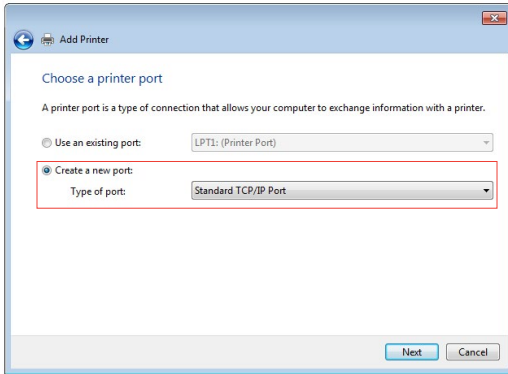 Add Printer
Choose a printer port
A printer port is a type of connection that allows your computer to exchange information with a printer.
Use an existing port: LPT1: (Printer Port)
Create a new port:
Type of port: Standard TCP/IP Port
Next Cancel